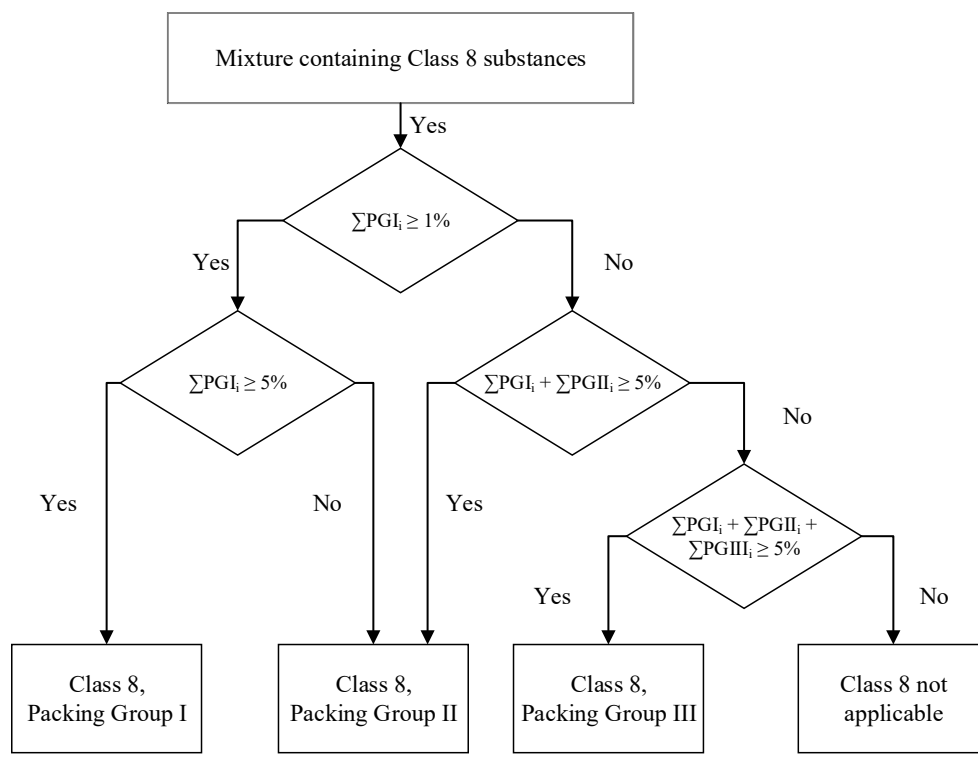 Mixture containing Class 8 substances
Yes
∑PGIᵢ ≥ 1%
Yes
No
∑PGIᵢ ≥ 5%
∑PGIᵢ + ∑PGIIᵢ ≥ 5%
No
Yes
No
Yes
∑PGIᵢ + ∑PGIIᵢ +
∑PGIIIᵢ ≥ 5%
Yes
No
Class 8,
Packing Group I
Class 8,
Packing Group II
Class 8,
Packing Group III
Class 8 not
applicable